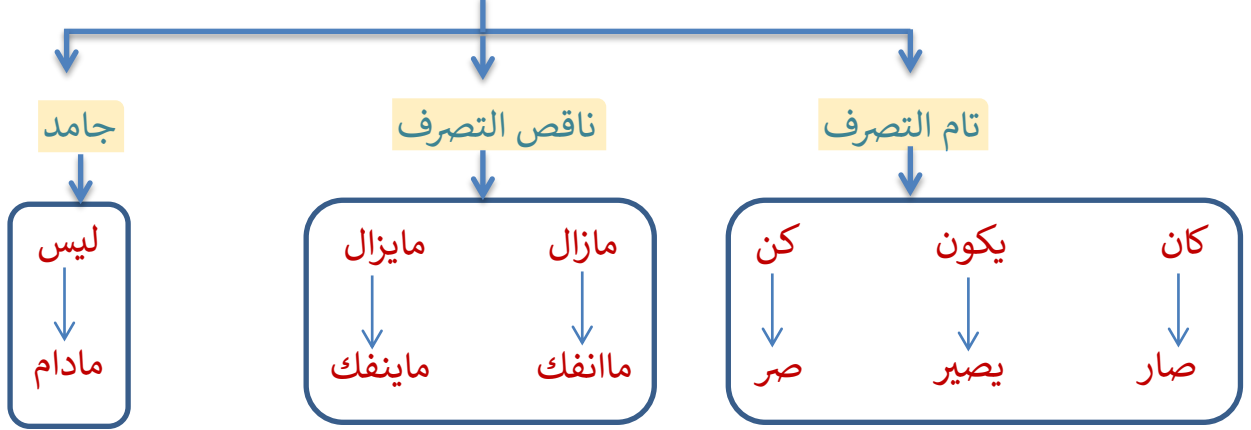 تام التصرف
ناقص التصرف
جامد
كان
يكون
كن
صار
يصير
صر
مازال
مايزال
ماانفك
ماينفك
ليس
مادام